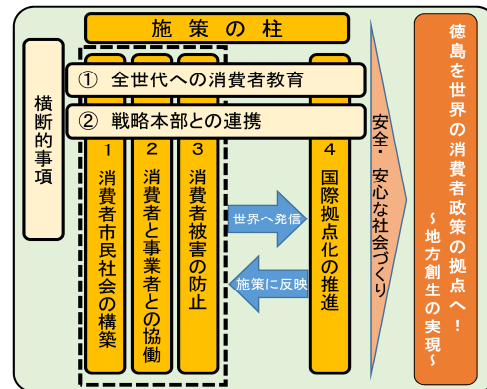 施策の柱
横断的事項
① 全世代への消費者教育
② 戦略本部との連携
1 消費者市民社会の構築
2 消費者と事業者との協働
3 消費者被害の防止
世界へ発信
施策に反映
4 国際拠点化の推進
安全・安心な社会づくり
徳島を世界の消費者政策の拠点へ!
~地方創生の実現~